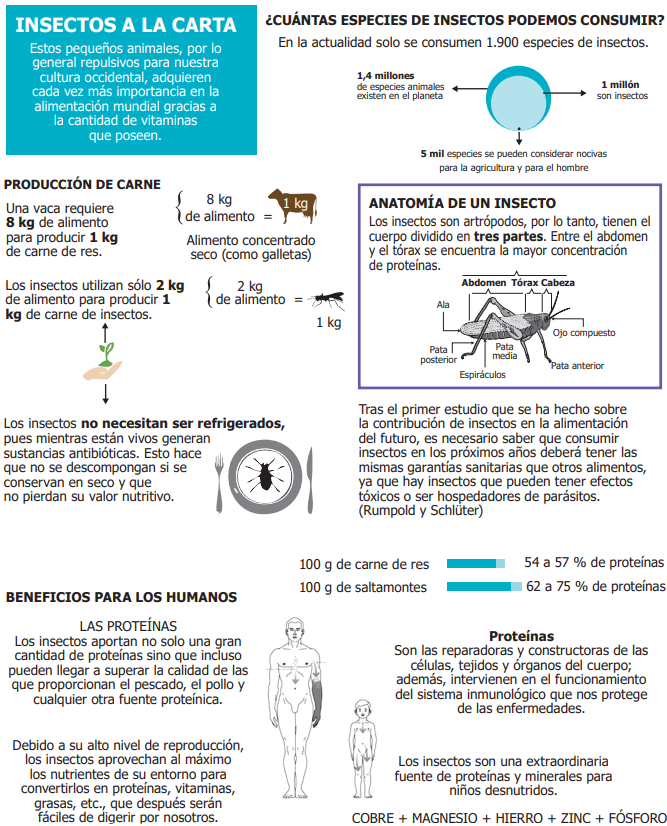 INSECTOS A LA CARTA
Estos pequeños animales, por lo
general repulsivos para nuestra
cultura occidental, adquieren
cada vez más importancia en la
alimentación mundial gracias a
la cantidad de vitaminas
que poseen.
¿CUÁNTAS ESPECIES DE INSECTOS PODEMOS CONSUMIR?
En la actualidad solo se consumen 1.900 especies de insectos.
1,4 millones
de especies animales
existen en el planeta
1 millón
son insectos
5 mil especies se pueden considerar nocivas
para la agricultura y para el hombre
PRODUCCIÓN DE CARNE
Una vaca requiere
8 kg de alimento
para producir 1 kg
de carne de res.
8 kg
de alimento =
1 kg
Alimento concentrado
seco (como galletas)
Los insectos utilizan sólo 2 kg
de alimento para producir 1
kg de carne de insectos.
2 kg
de alimento =
1 kg
Los insectos no necesitan ser refrigerados,
pues mientras están vivos generan
sustancias antibióticas. Esto hace
que no se descompongan si se
conservan en seco y que
no pierdan su valor nutritivo.
ANATOMÍA DE UN INSECTO
Los insectos son artrópodos, por lo tanto, tienen el
cuerpo dividido en tres partes. Entre el abdomen
y el tórax se encuentra la mayor concentración
de proteínas.
Abdomen Tórax Cabeza
Ala
Ojo compuesto
Pata
posterior
Pata
media
Pata anterior
Espiráculos
Tras el primer estudio que se ha hecho sobre
la contribución de insectos en la alimentación
del futuro, es necesario saber que consumir
insectos en los próximos años deberá tener las
mismas garantías sanitarias que otros alimentos,
ya que hay insectos que pueden tener efectos
tóxicos o ser hospedadores de parásitos.
(Rumpold y Schlüter)
100 g de carne de res 54 a 57 % de proteínas
100 g de saltamontes 62 a 75 % de proteínas
BENEFICIOS PARA LOS HUMANOS
LAS PROTEÍNAS
Los insectos aportan no solo una gran
cantidad de proteínas sino que incluso
pueden llegar a superar la calidad de las
que proporcionan el pescado, el pollo y
cualquier otra fuente proteínica.
Debido a su alto nivel de reproducción,
los insectos aprovechan al máximo
los nutrientes de su entorno para
convertirlos en proteínas, vitaminas,
grasas, etc., que después serán
fáciles de digerir por nosotros.
Proteínas
Son las reparadoras y constructoras de las
células, tejidos y órganos del cuerpo;
además, intervienen en el funcionamiento
del sistema inmunológico que nos protege
de las enfermedades.
Los insectos son una extraordinaria
fuente de proteínas y minerales para
niños desnutridos.
COBRE + MAGNESIO + HIERRO + ZINC + FÓSFORO